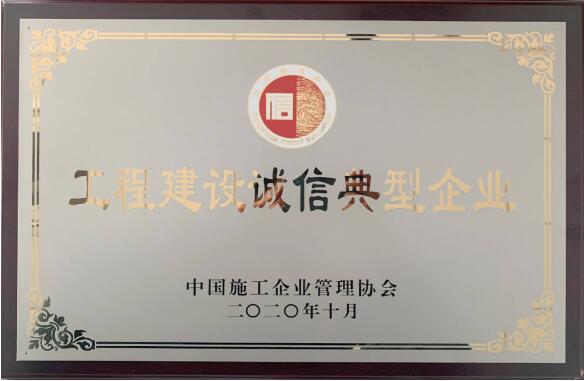 工程建设诚信典型企业
中国施工企业管理协会
二〇二〇年十月